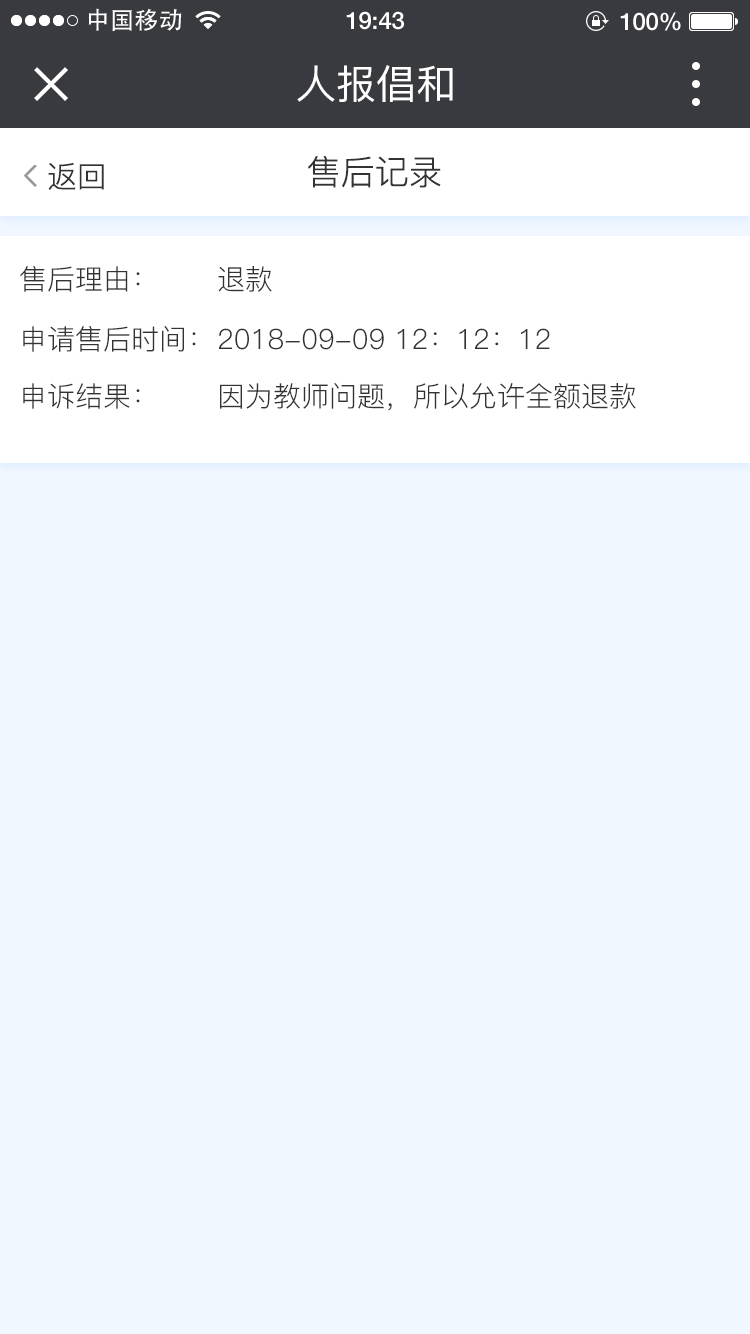 中国移动 19:43 100%
人报倡和
返回 售后记录
售后理由： 退款
申请售后时间： 2018-09-09 12：12：12
申诉结果： 因为教师问题，所以允许全额退款